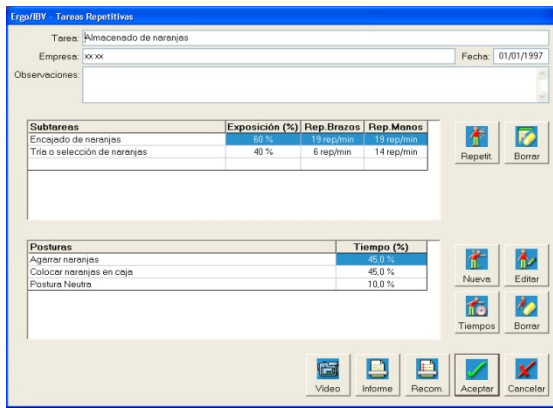 Ergo/IBV - Tareas Repetitivas
Tarea: Almacenado de naranjas
Empresa: xx xx Fecha: 01/01/1997
Observaciones:
Subtareas Exposición (%) Rep.Brazos Rep.Manos
Encajado de naranjas 60 % 19 rep/min 19 rep/min
Tría o selección de naranjas 40 % 6 rep/min 14 rep/min
Repetit. Borrar
Posturas Tiempo (%)
Agarrar naranjas 45,0 %
Colocar naranjas en caja 45,0 %
Postura Neutra 10,0 %
Nueva Editar
Tiempos Borrar
Vídeo Informe Recom. Aceptar Cancelar